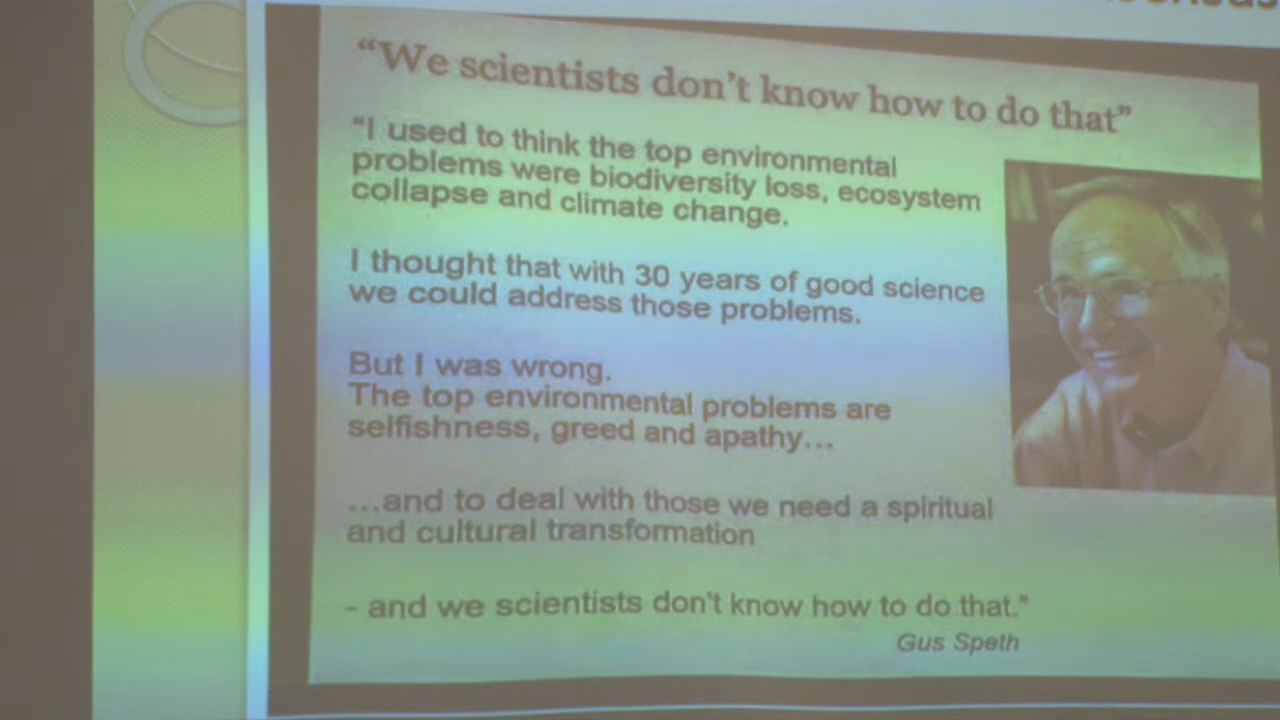 “We scientists don’t know how to do that”
“I used to think the top environmental
problems were biodiversity loss, ecosystem
collapse and climate change.
I thought that with 30 years of good science
we could address those problems.
But I was wrong.
The top environmental problems are
selfishness, greed and apathy...
...and to deal with those we need a spiritual
and cultural transformation
- and we scientists don't know how to do that."
Gus Speth